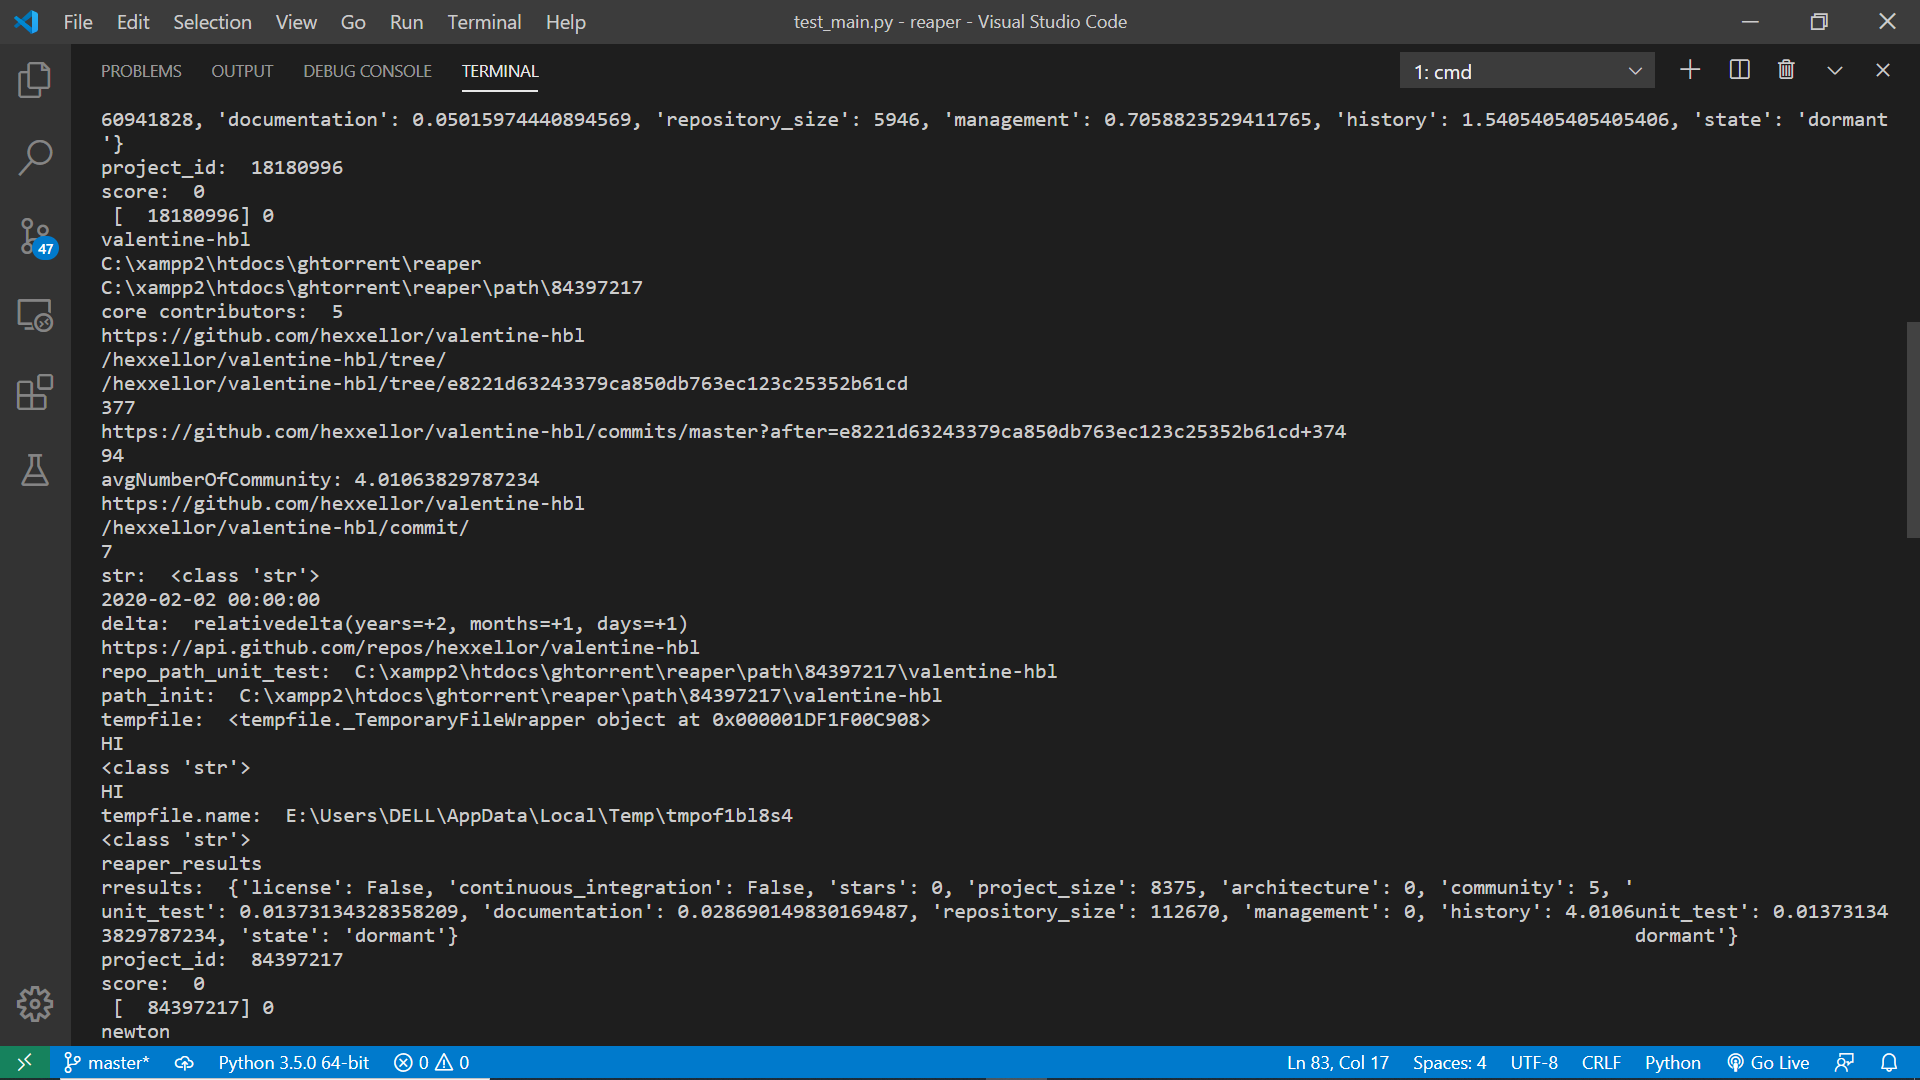 File Edit Selection View Go Run Terminal Help
test_main.py - reaper - Visual Studio Code
PROBLEMS OUTPUT DEBUG CONSOLE TERMINAL
1: cmd
60941828, 'documentation': 0.05015974440894569, 'repository_size': 5946, 'management': 0.7058823529411765, 'history': 1.5405405405405406, 'state': 'dormant
'}
project_id:  18180996
score:  0
 [  18180996] 0
valentine-hbl
C:\xampp2\htdocs\ghtorrent\reaper
C:\xampp2\htdocs\ghtorrent\reaper\path\84397217
core contributors:  5
https://github.com/hexxellor/valentine-hbl
/hexxellor/valentine-hbl/tree/
/hexxellor/valentine-hbl/tree/e8221d63243379ca850db763ec123c25352b61cd
377
https://github.com/hexxellor/valentine-hbl/commits/master?after=e8221d63243379ca850db763ec123c25352b61cd+374
94
avgNumberOfCommunity: 4.01063829787234
https://github.com/hexxellor/valentine-hbl
/hexxellor/valentine-hbl/commit/
7
str:  <class 'str'>
2020-02-02 00:00:00
delta:  relativedelta(years=+2, months=+1, days=+1)
https://api.github.com/repos/hexxellor/valentine-hbl
repo_path_unit_test:  C:\xampp2\htdocs\ghtorrent\reaper\path\84397217\valentine-hbl
path_init:  C:\xampp2\htdocs\ghtorrent\reaper\path\84397217\valentine-hbl
tempfile:  <tempfile._TemporaryFileWrapper object at 0x000001DF1F00C908>
HI
<class 'str'>
HI
tempfile.name:  E:\Users\DELL\AppData\Local\Temp\tmpof1bl8s4
<class 'str'>
reaper_results
rresults:  {'license': False, 'continuous_integration': False, 'stars': 0, 'project_size': 8375, 'architecture': 0, 'community': 5, '
unit_test': 0.01373134328358209, 'documentation': 0.028690149830169487, 'repository_size': 112670, 'management': 0, 'history': 4.0106unit_test': 0.01373134
3829787234, 'state': 'dormant'} dormant'}
project_id:  84397217
score:  0
 [  84397217] 0
newton
47
master* Python 3.5.0 64-bit 0 0 Ln 83, Col 17 Spaces: 4 UTF-8 CRLF Python Go Live